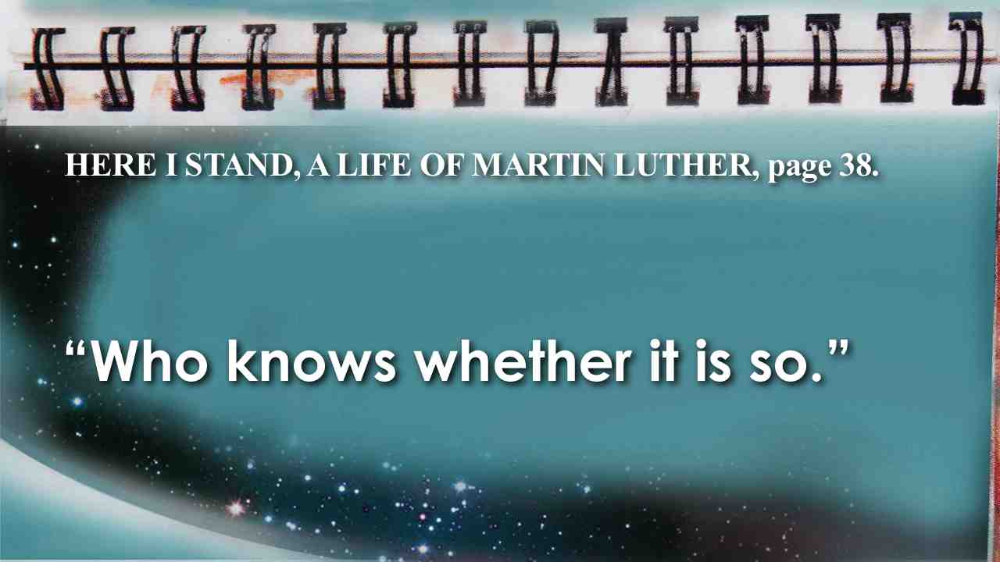 HERE I STAND, A LIFE OF MARTIN LUTHER, page 38.
“Who knows whether it is so.”